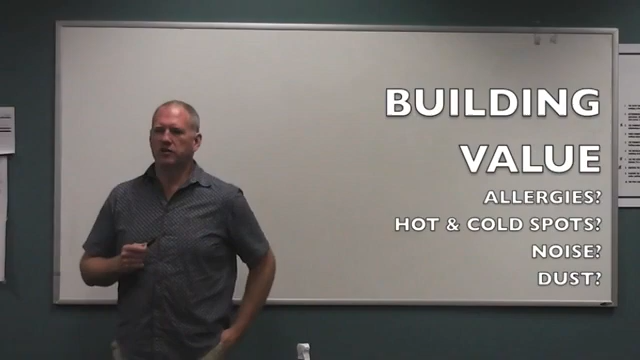 BUILDING
VALUE
ALLERGIES?
HOT & COLD SPOTS?
NOISE?
DUST?